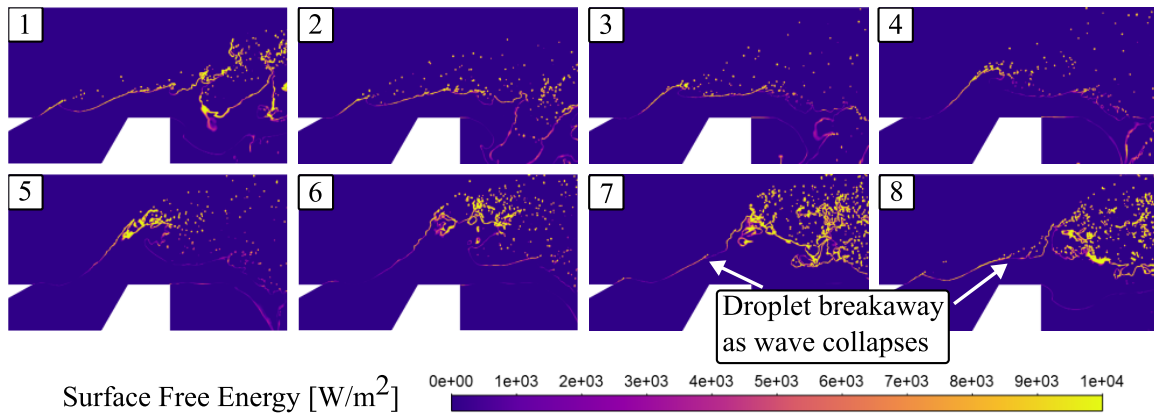 1
2
3
4
5
6
7
8
Droplet breakaway
as wave collapses
Surface Free Energy [W/m²]
0e+00 1e+03 2e+03 3e+03 4e+03 5e+03 6e+03 7e+03 8e+03 9e+03 1e+04